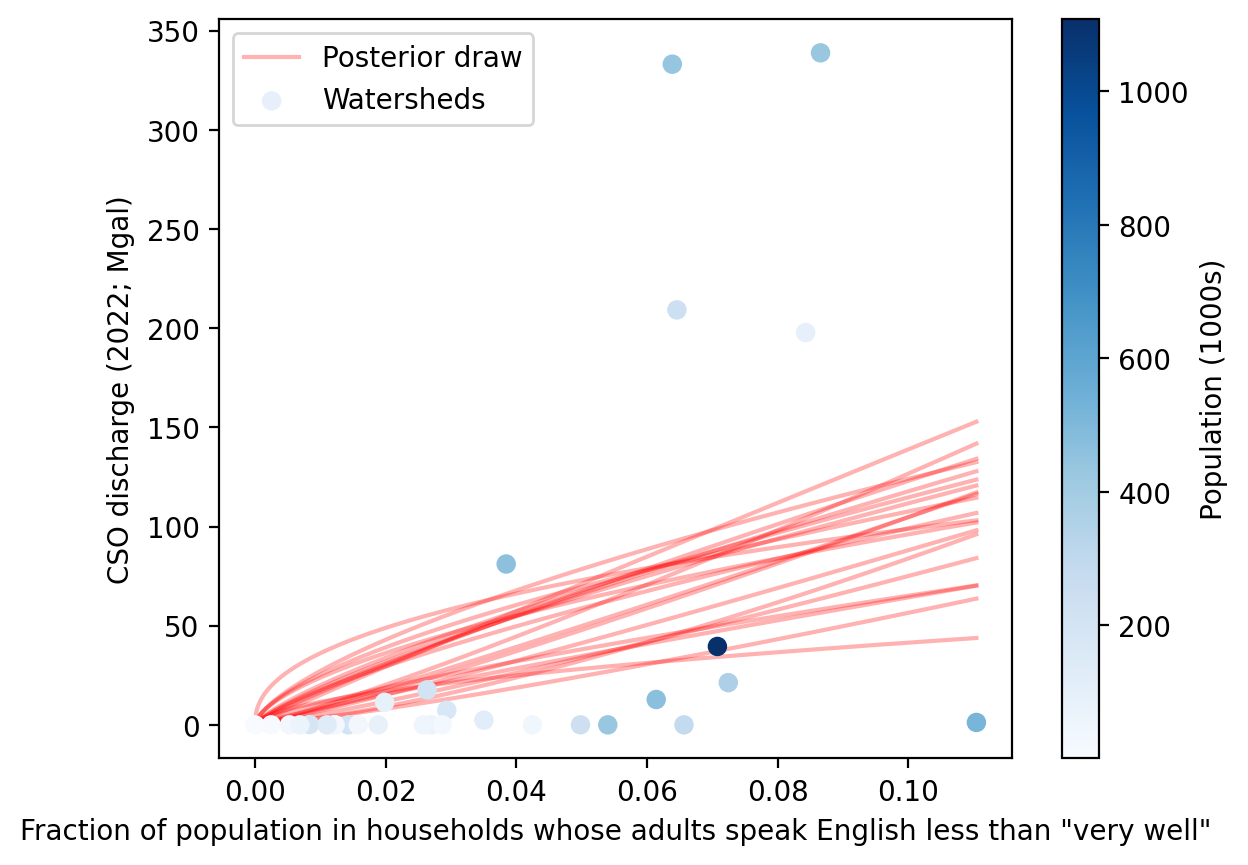 350
300
250
200
150
100
50
0
CSO discharge (2022; Mgal)
Posterior draw
Watersheds
0.00 0.02 0.04 0.06 0.08 0.10
Fraction of population in households whose adults speak English less than "very well"
1000
800
600
400
200
Population (1000s)